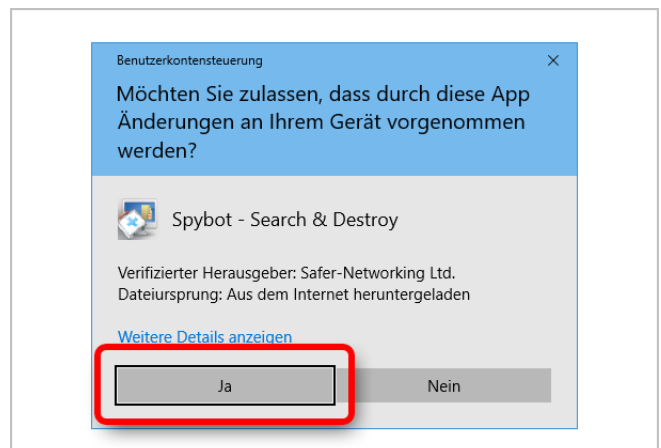 Benutzerkontensteuerung
Möchten Sie zulassen, dass durch diese App
Änderungen an Ihrem Gerät vorgenommen
werden?
Spybot - Search & Destroy
Verifizierter Herausgeber: Safer-Networking Ltd.
Dateiursprung: Aus dem Internet heruntergeladen
Weitere Details anzeigen
Ja Nein